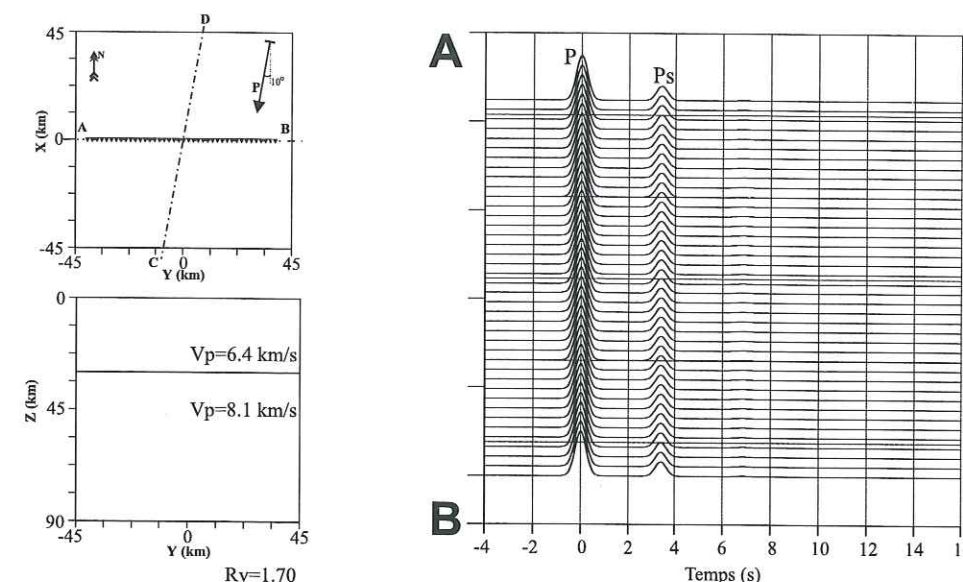 D
45
N
P
10°
X (km)
A
B
0
-45
-45
C
0
45
Y (km)
0
Vp=6.4 km/s
Z (km)
45
Vp=8.1 km/s
90
-45
45
Y (km)
Rv=1.70
A
P
Ps
B
-4
-2
0
2
4
6
8
10
12
14
1
Temps (s)